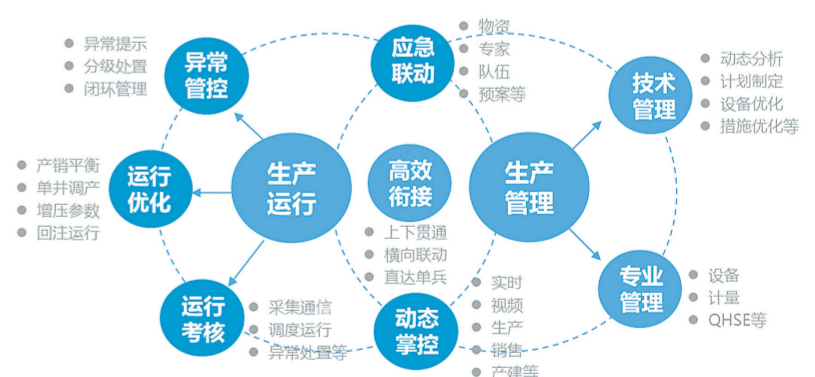 异常
管控
异常提示
分级处置
闭环管理
应急
联动
物资
专家
队伍
预案等
技术
管理
动态分析
计划制定
设备优化
措施优化等
运行
优化
产销平衡
单井调产
增压参数
回注运行
生产
运行
高效
衔接
上下贯通
横向联动
直达单兵
生产
管理
运行
考核
采集通信
调度运行
异常处置等
动态
掌控
实时
视频
生产
销售
产建等
专业
管理
设备
计量
QHSE等